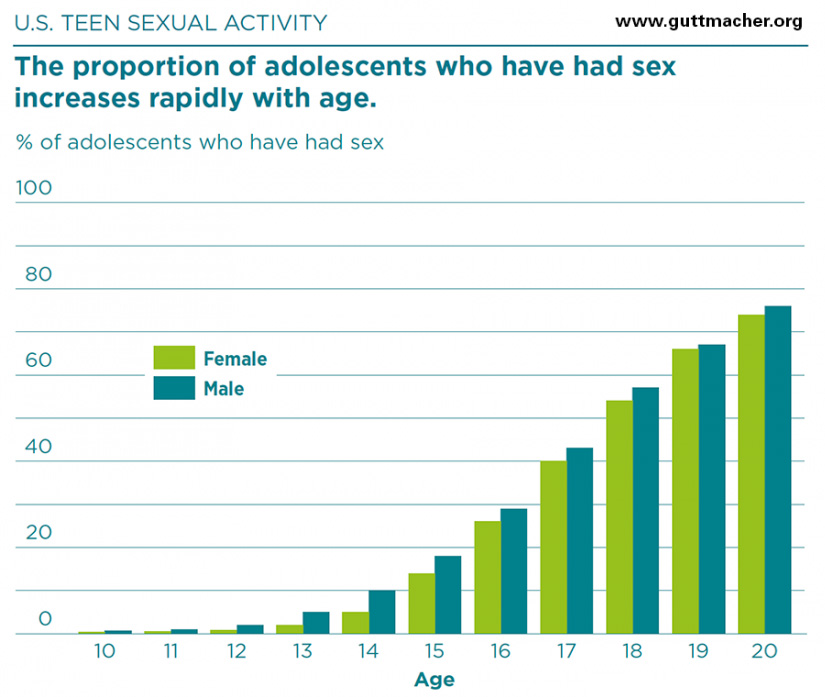 U.S. TEEN SEXUAL ACTIVITY
www.guttmacher.org
The proportion of adolescents who have had sex
increases rapidly with age.
% of adolescents who have had sex
100
80
60
40
20
0
Female
Male
10 11 12 13 14 15 16 17 18 19 20
Age